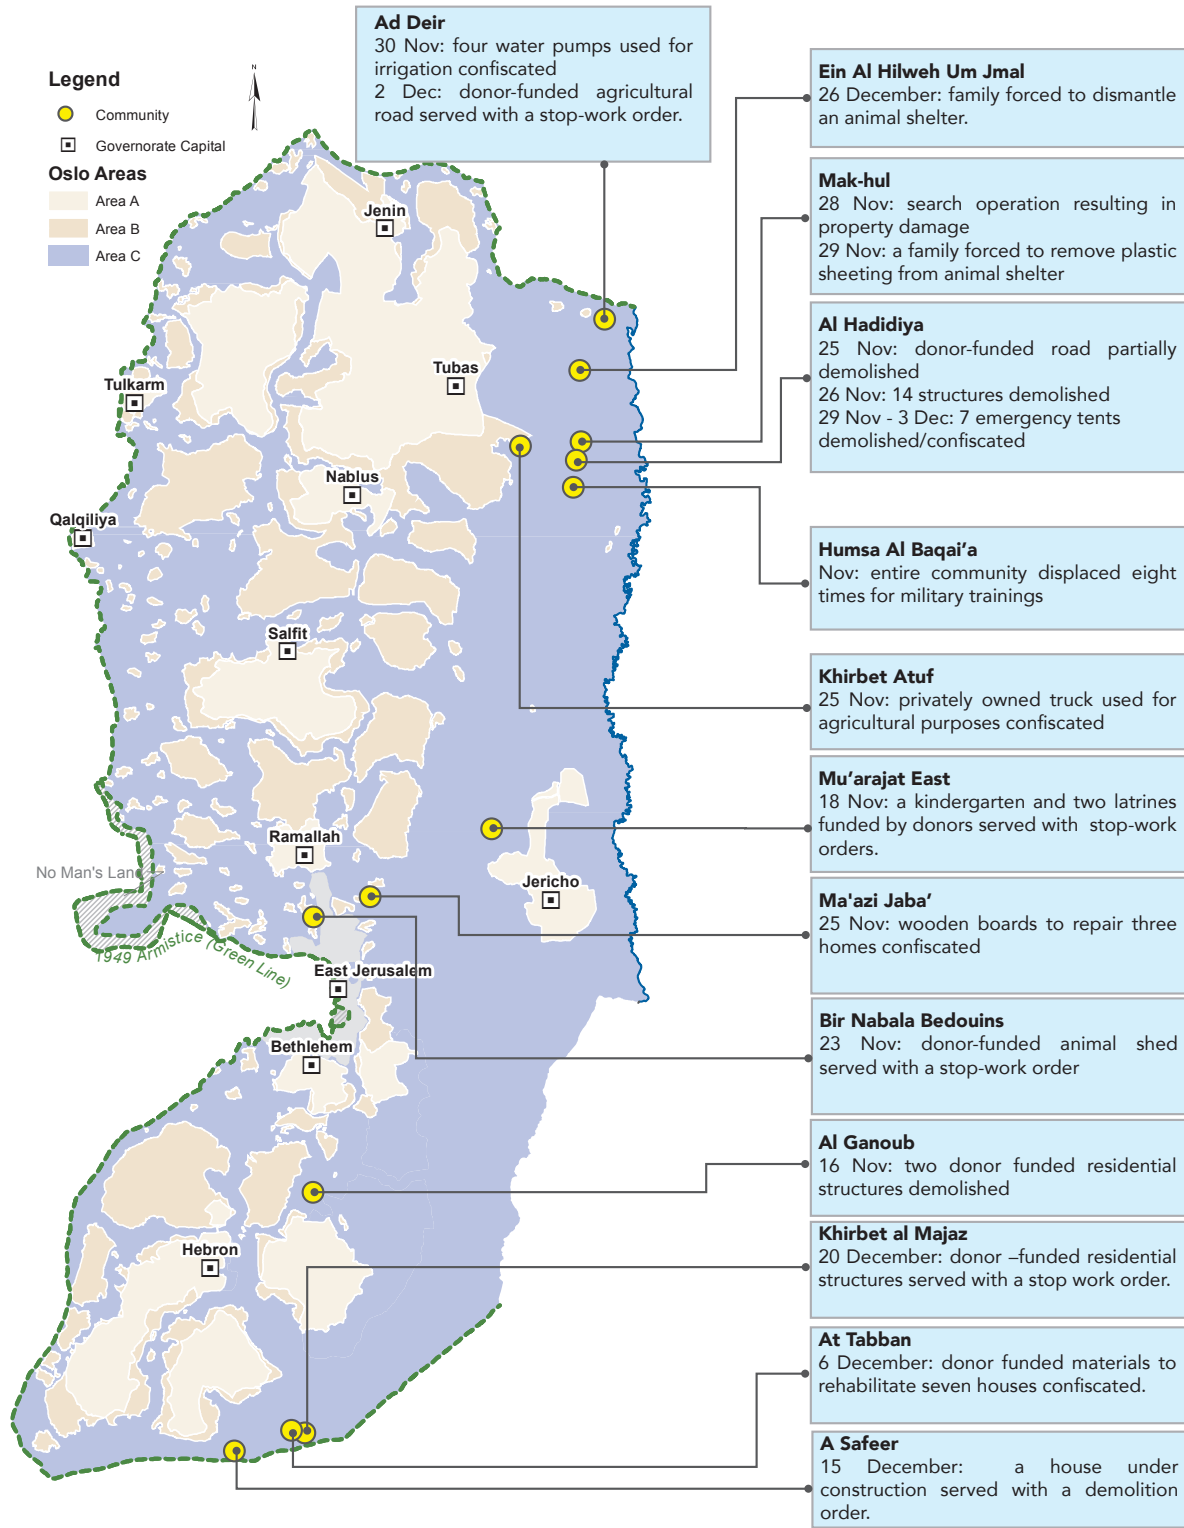 Ad Deir
30 Nov: four water pumps used for
irrigation confiscated
2 Dec: donor-funded agricultural
road served with a stop-work order.
Legend
Community
Governorate Capital
Oslo Areas
Area A
Area B
Area C
N
Ein Al Hilweh Um Jmal
26 December: family forced to dismantle
an animal shelter.
Mak-hul
28 Nov: search operation resulting in
property damage
29 Nov: a family forced to remove plastic
sheeting from animal shelter
Al Hadidiya
25 Nov: donor-funded road partially
demolished
26 Nov: 14 structures demolished
29 Nov - 3 Dec: 7 emergency tents
demolished/confiscated
Humsa Al Baqai’a
Nov: entire community displaced eight
times for military trainings
Khirbet Atuf
25 Nov: privately owned truck used for
agricultural purposes confiscated
Mu’arajat East
18 Nov: a kindergarten and two latrines
funded by donors served with stop-work
orders.
Ma'azi Jaba’
25 Nov: wooden boards to repair three
homes confiscated
Bir Nabala Bedouins
23 Nov: donor-funded animal shed
served with a stop-work order
Al Ganoub
16 Nov: two donor funded residential
structures demolished
Khirbet al Majaz
20 December: donor –funded residential
structures served with a stop work order.
At Tabban
6 December: donor funded materials to
rehabilitate seven houses confiscated.
A Safeer
15 December: a house under
construction served with a demolition
order.
Jenin
Tubas
Tulkarm
Nablus
Qalqiliya
Salfit
Ramallah
No Man's Land
Jericho
1949 Armistice (Green Line)
East Jerusalem
Bethlehem
Hebron